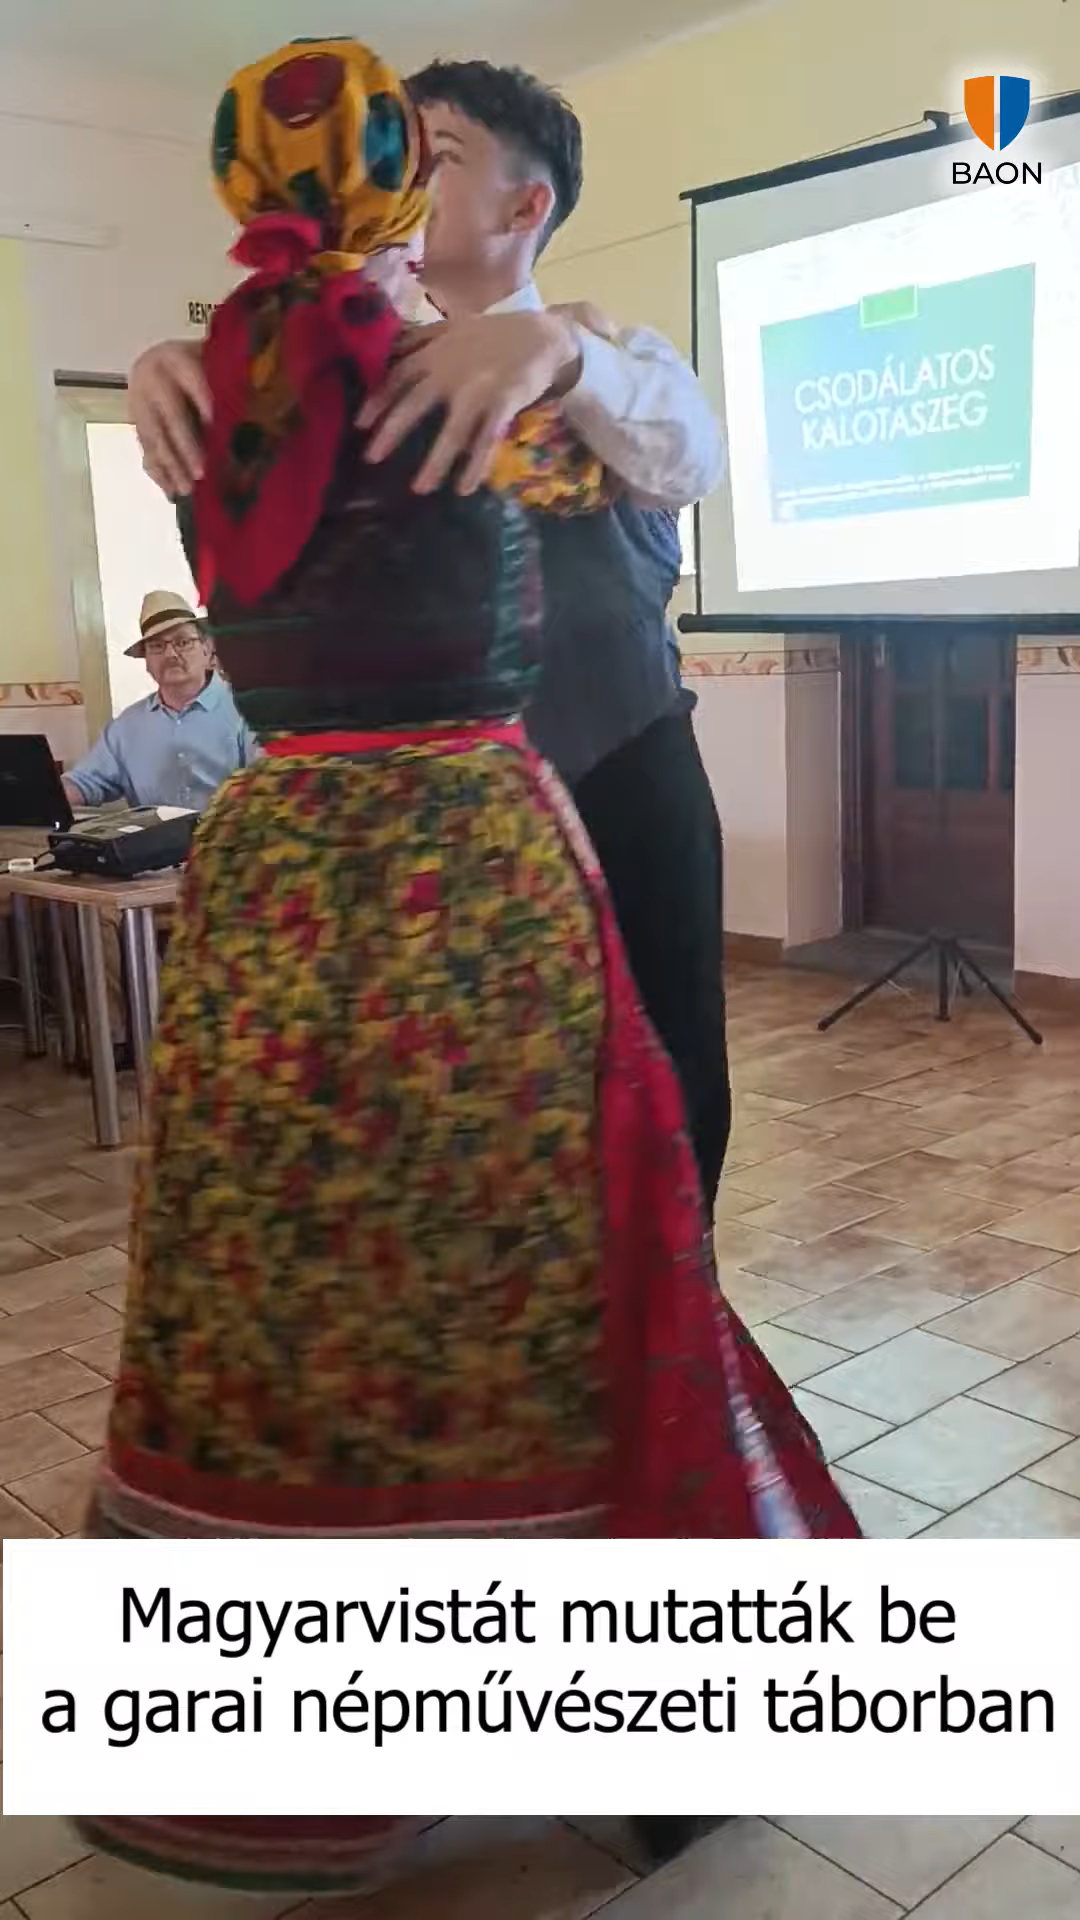 BAON
CSODÁLATOS
KALOTASZEG
Magyarvistát mutatták be
a garai népművészeti táborban